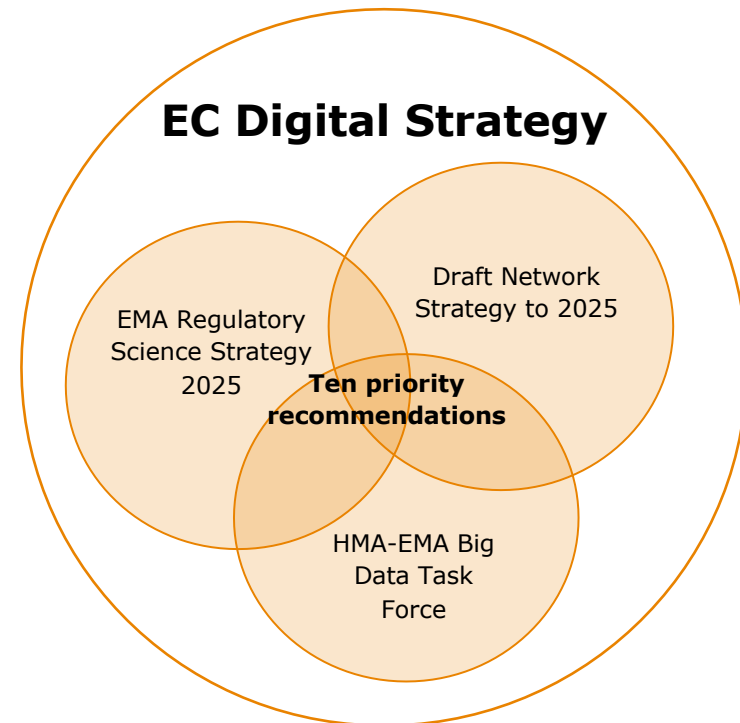 EC Digital Strategy
Draft Network
Strategy to 2025
EMA Regulatory
Science Strategy
2025
Ten priority
recommendations
HMA-EMA Big
Data Task
Force